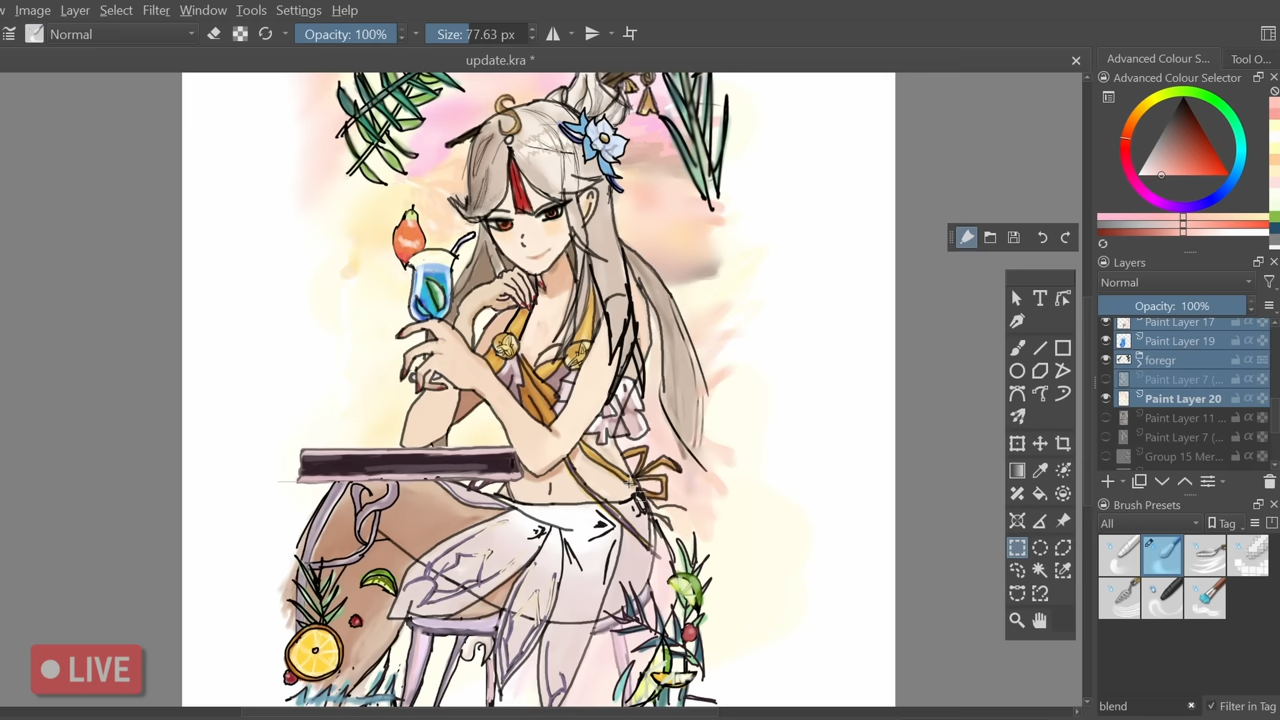 Image Layer Select Filter Window Tools Settings Help
Normal Opacity: 100% Size: 77.63 px
update.kra *
Advanced Colour S... Tool O...
Advanced Colour Selector
Layers
Normal
Opacity: 100%
Paint Layer 17
Paint Layer 19
foregr
Paint Layer 7 (...
Paint Layer 20
Paint Layer 11 ...
Paint Layer 7 (...
Group 15 Mer...
Brush Presets
All Tag
blend Filter in Tag
LIVE